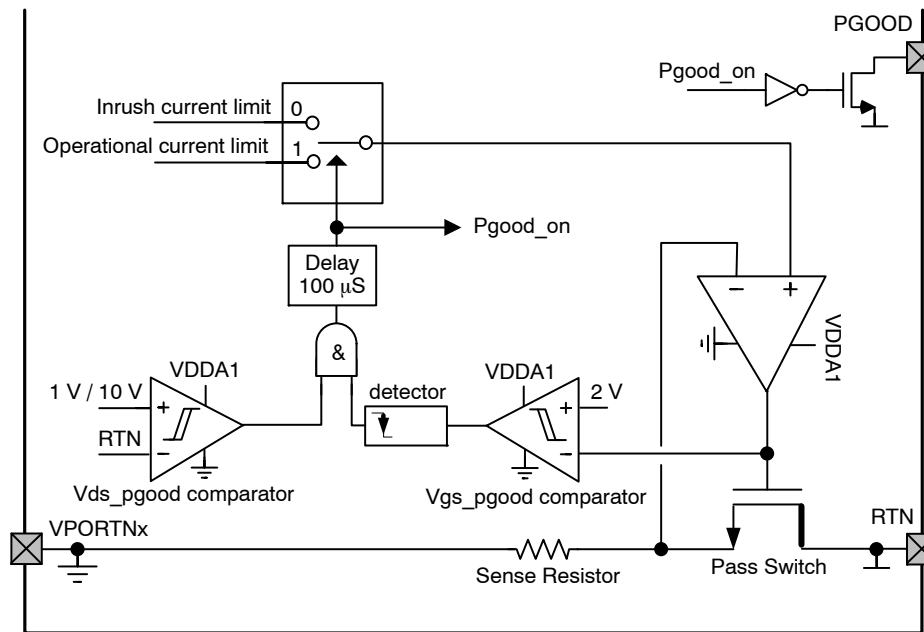 PGOOD
Pgood_on
Inrush current limit
0
Operational current limit
1
Pgood_on
Delay
100 μS
− +
VDDA1
&
VDDA1
1 V / 10 V
+
RTN
−
Vds_pgood comparator
detector
VDDA1
+
2 V
−
Vgs_pgood comparator
VPORTNx
RTN
Sense Resistor
Pass Switch